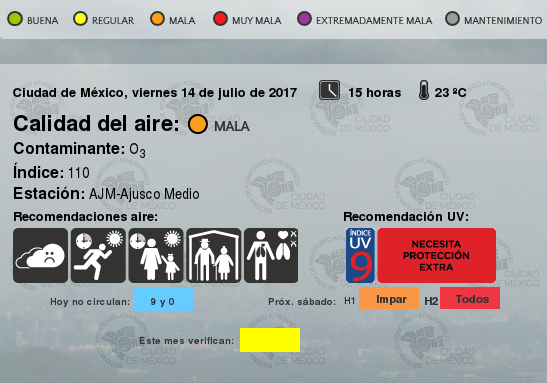 BUENA REGULAR MALA MUY MALA EXTREMADAMENTE MALA MANTENIMIENTO
Ciudad de México, viernes 14 de julio de 2017 15 horas 23 ºC
Calidad del aire: MALA
Contaminante: O3
Índice: 110
Estación: AJM-Ajusco Medio
Recomendaciones aire: Recomendación UV:
ÍNDICE
UV
9
NECESITA
PROTECCIÓN
EXTRA
Hoy no circulan: 9 y 0 Próx. sábado: H1 Impar H2 Todos
Este mes verifican:
CIUDAD
DE MÉXICO